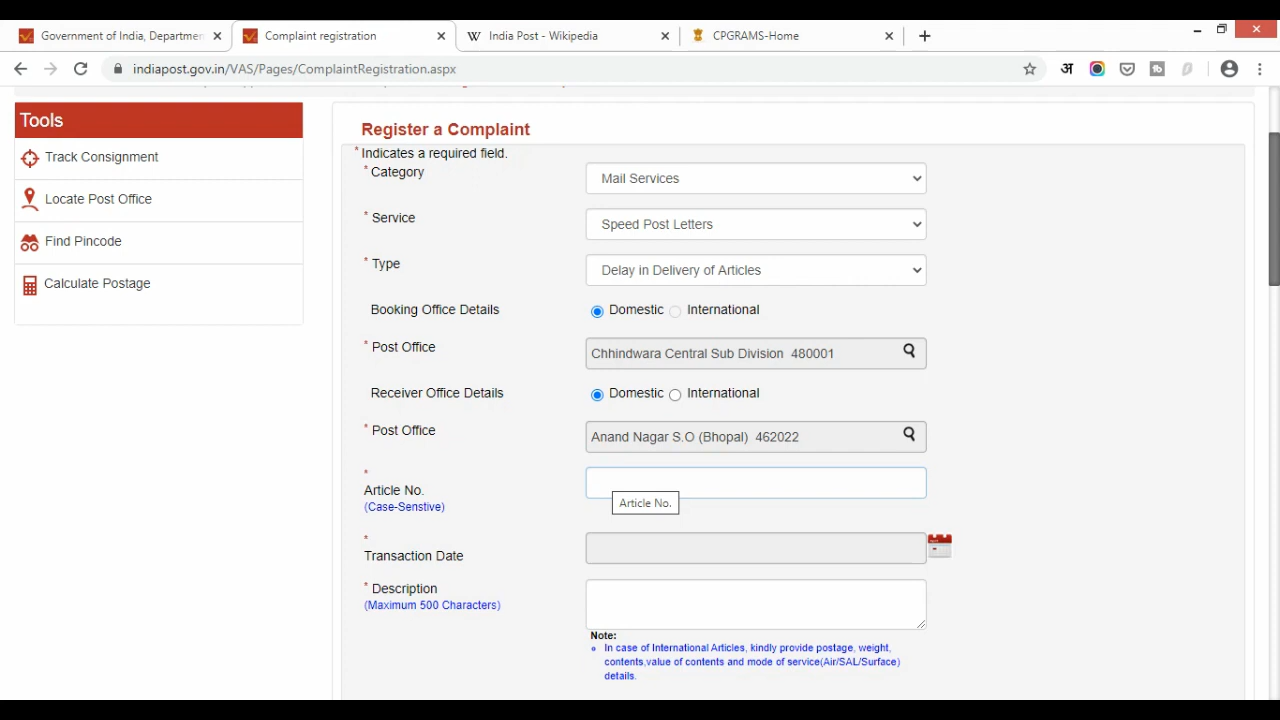 Government of India, Departmen
Complaint registration
India Post - Wikipedia
CPGRAMS-Home
indiapost.gov.in/VAS/Pages/ComplaintRegistration.aspx
अ
Tools
Track Consignment
Locate Post Office
Find Pincode
Calculate Postage
Register a Complaint
* Indicates a required field.
* Category
Mail Services
* Service
Speed Post Letters
* Type
Delay in Delivery of Articles
Booking Office Details
Domestic International
* Post Office
Chhindwara Central Sub Division 480001
Receiver Office Details
Domestic International
* Post Office
Anand Nagar S.O (Bhopal) 462022
*
Article No.
(Case-Senstive)
Article No.
*
Transaction Date
* Description
(Maximum 500 Characters)
Note:
In case of International Articles, kindly provide postage, weight,
contents,value of contents and mode of service(Air/SAL/Surface)
details.